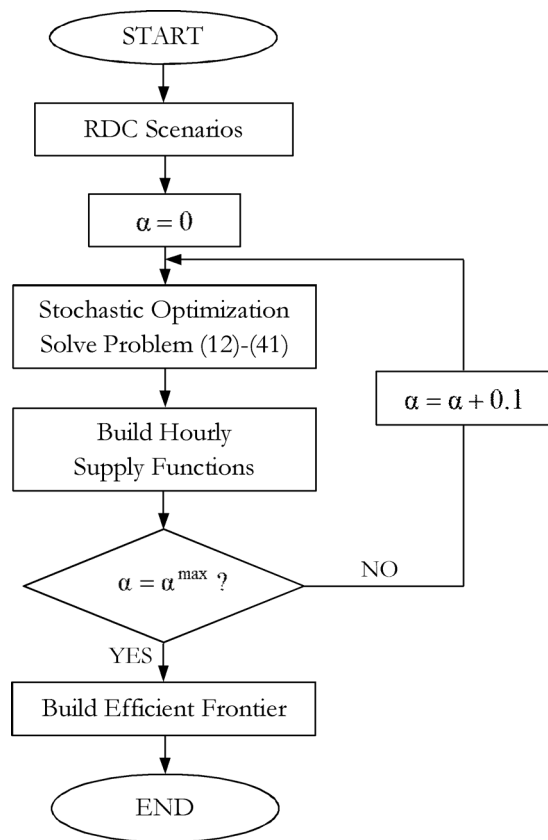 START
RDC Scenarios
α = 0
Stochastic Optimization
Solve Problem (12)-(41)
α = α + 0.1
Build Hourly
Supply Functions
α = α^max ?
NO
YES
Build Efficient Frontier
END